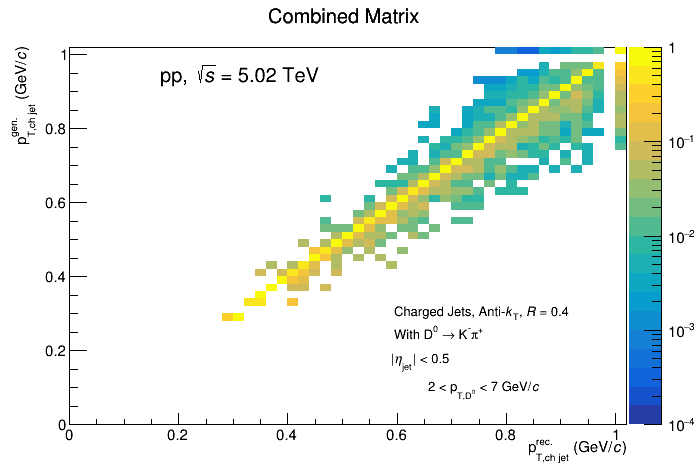 Combined Matrix
pp, √s = 5.02 TeV
p^gen._T,ch jet (GeV/c)
1
0.8
0.6
0.4
0.2
0
Charged Jets, Anti-k_T, R = 0.4
With D^0 → K^-π^+
|η_jet| < 0.5
2 < p_T,D^0 < 7 GeV/c
0 0.2 0.4 0.6 0.8 1
p^rec._T,ch jet (GeV/c)
1
10^−1
10^−2
10^−3
10^−4